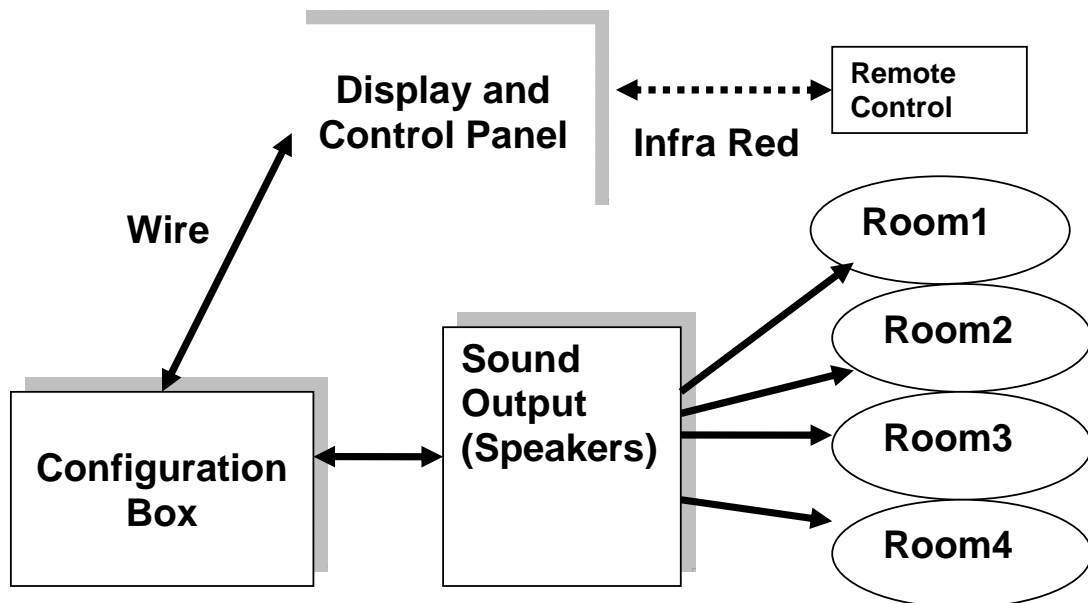 Display and
Control Panel
Remote
Control
Infra Red
Wire
Room1
Room2
Room3
Room4
Sound
Output
(Speakers)
Configuration
Box